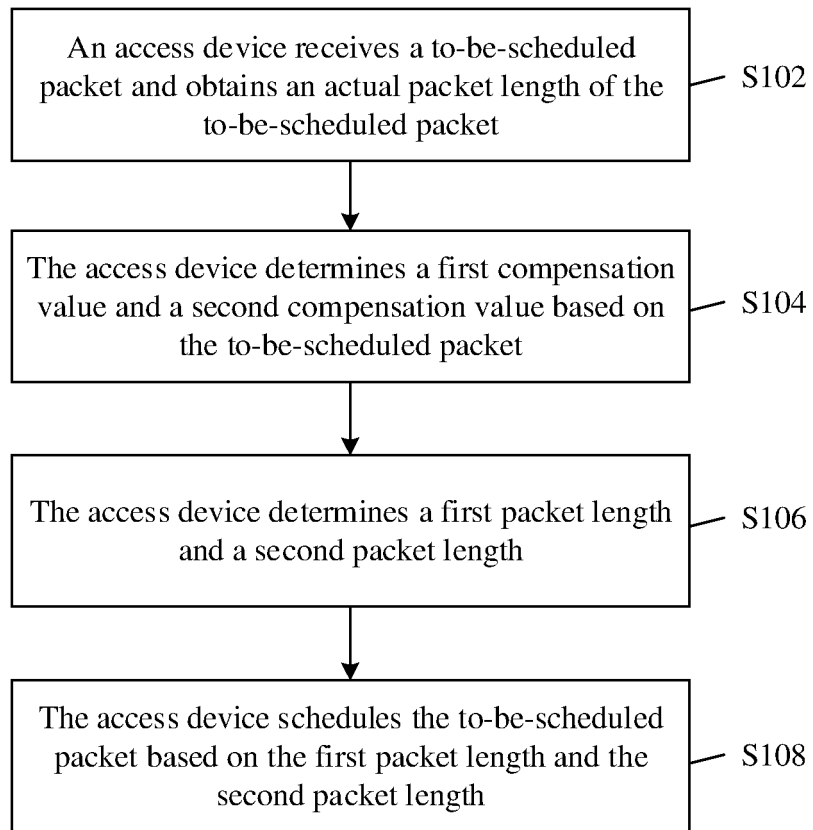 An access device receives a to-be-scheduled
packet and obtains an actual packet length of the
to-be-scheduled packet
S102
The access device determines a first compensation
value and a second compensation value based on
the to-be-scheduled packet
S104
The access device determines a first packet length
and a second packet length
S106
The access device schedules the to-be-scheduled
packet based on the first packet length and the
second packet length
S108